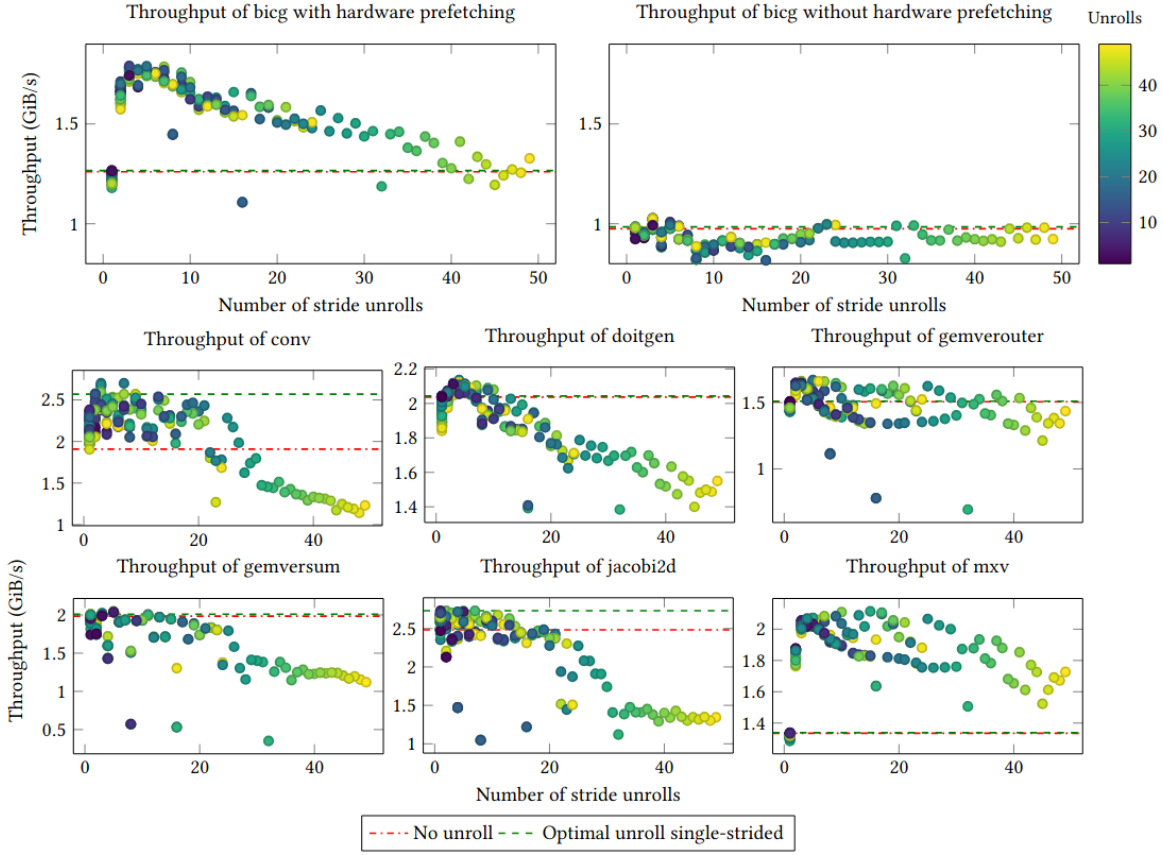 Throughput of bicg with hardware prefetching
Throughput of bicg without hardware prefetching
Unrolls
Throughput (GiB/s)
1.5
1
0 10 20 30 40 50
Number of stride unrolls
1.5
1
0 10 20 30 40 50
Number of stride unrolls
40
30
20
10
Throughput of conv
2.5
2
1.5
1
0 20 40
Throughput of doitgen
2.2
2
1.8
1.6
1.4
0 20 40
Throughput of gemverouter
1.5
1
0 20 40
Throughput (GiB/s)
Throughput of gemversum
2
1.5
1
0.5
0 20 40
Throughput of jacobi2d
2.5
2
1.5
1
0 20 40
Throughput of mxv
2
1.8
1.6
1.4
0 20 40
Number of stride unrolls
No unroll
Optimal unroll single-strided